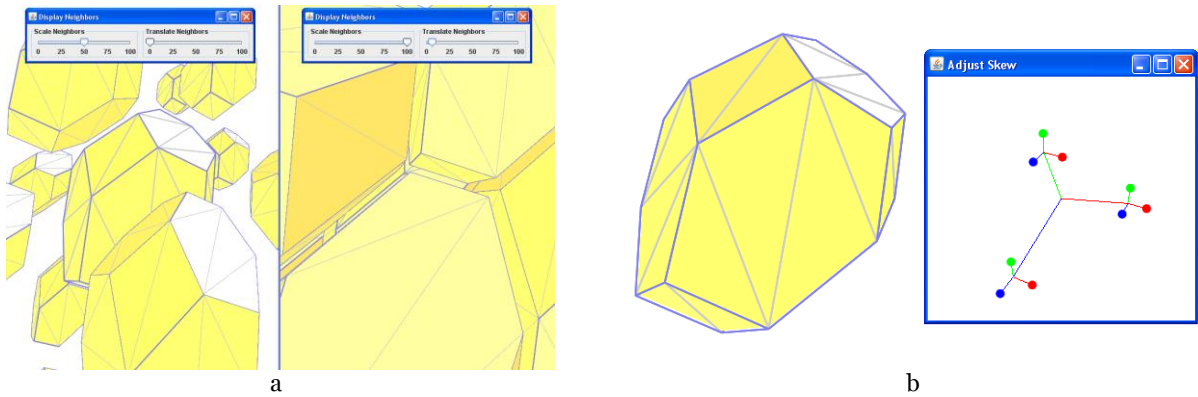 Display Neighbors
Scale Neighbors Translate Neighbors
0 25 50 75 100 0 25 50 75 100
Display Neighbors
Scale Neighbors Translate Neighbors
0 25 50 75 100 0 25 50 75 100
Adjust Skew
a
b